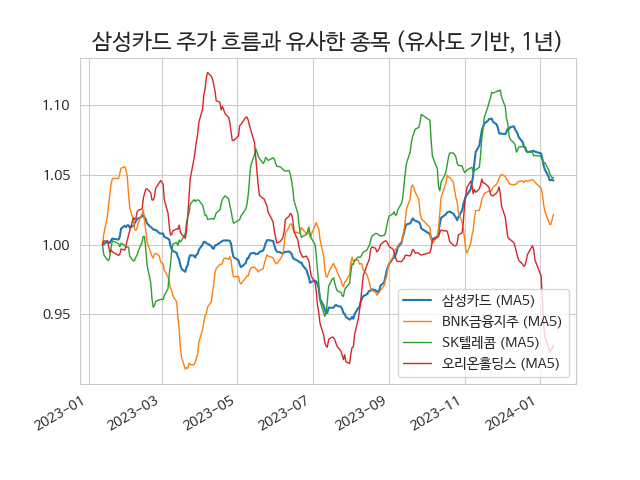 삼성카드 주가 흐름과 유사한 종목 (유사도 기반, 1년)
1.10
1.05
1.00
0.95
삼성카드 (MA5)
BNK금융지주 (MA5)
SK텔레콤 (MA5)
오리온홀딩스 (MA5)
2023-01
2023-03
2023-05
2023-07
2023-09
2023-11
2024-01